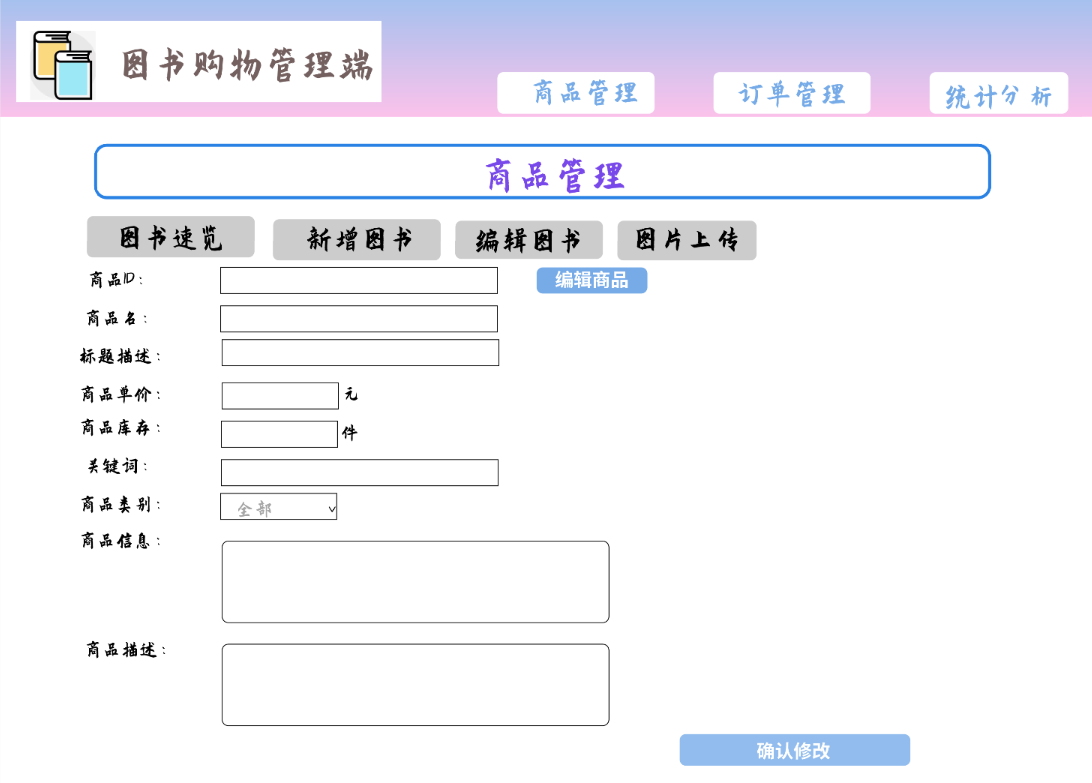 图书购物管理端
商品管理 订单管理 统计分析
商品管理
图书速览 新增图书 编辑图书 图片上传
商品ID: 编辑商品
商品名:
标题描述:
商品单价: 元
商品库存: 件
关键词:
商品类别: 全部
商品信息:
商品描述:
确认修改